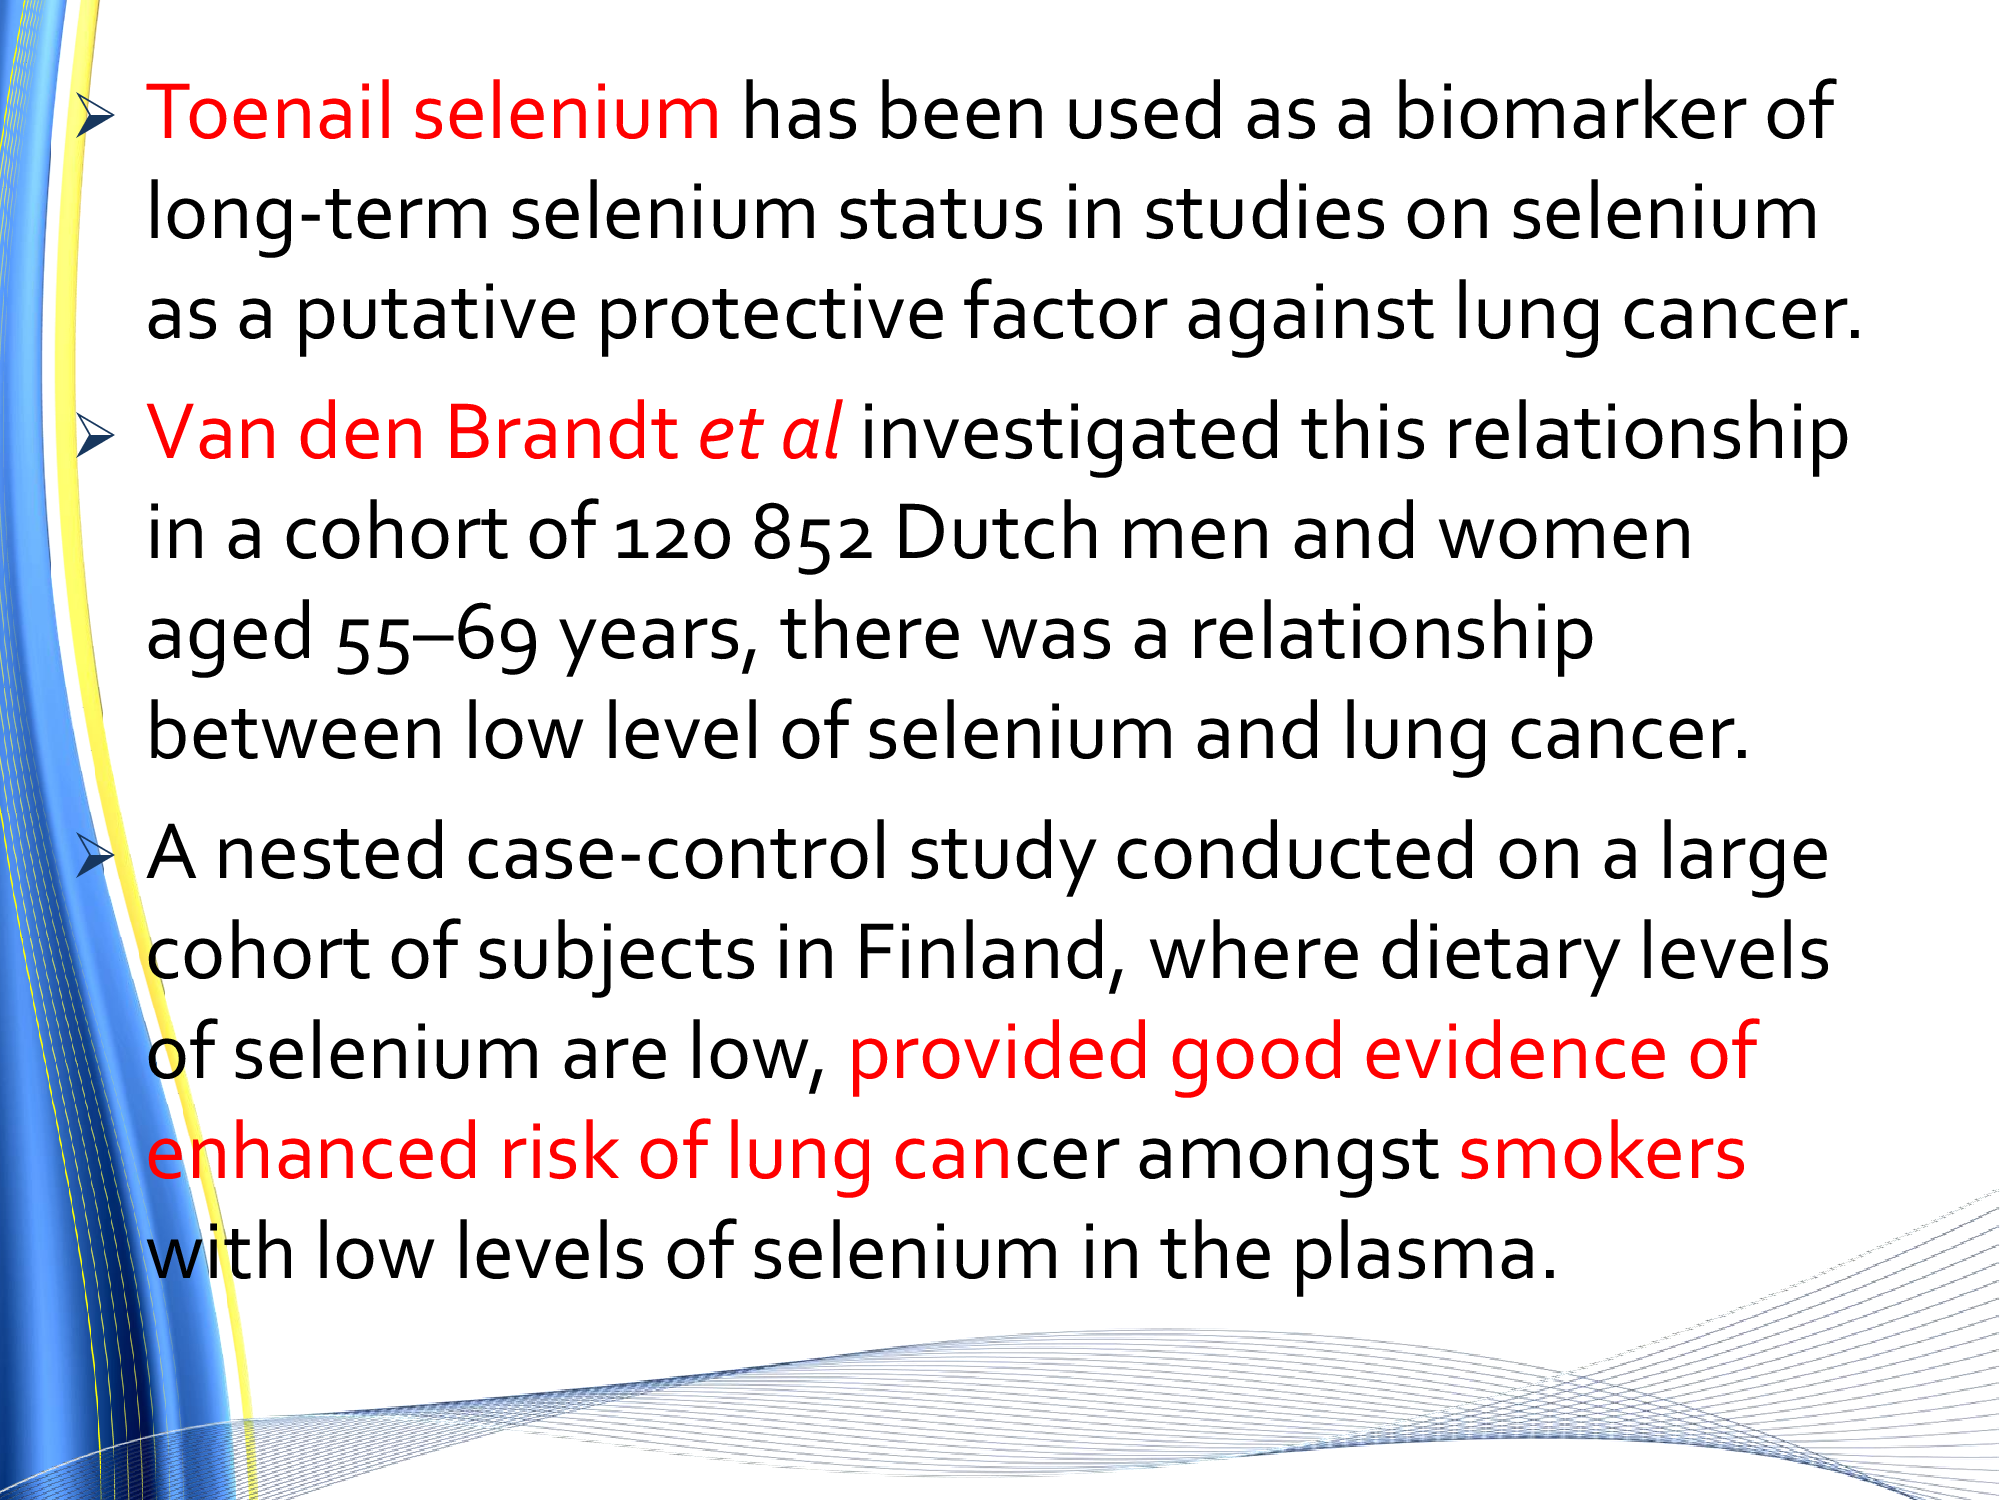 Toenail selenium has been used as a biomarker of
long-term selenium status in studies on selenium
as a putative protective factor against lung cancer.
Van den Brandt et al investigated this relationship
in a cohort of 120 852 Dutch men and women
aged 55–69 years, there was a relationship
between low level of selenium and lung cancer.
A nested case-control study conducted on a large
cohort of subjects in Finland, where dietary levels
of selenium are low, provided good evidence of
enhanced risk of lung cancer amongst smokers
with low levels of selenium in the plasma.